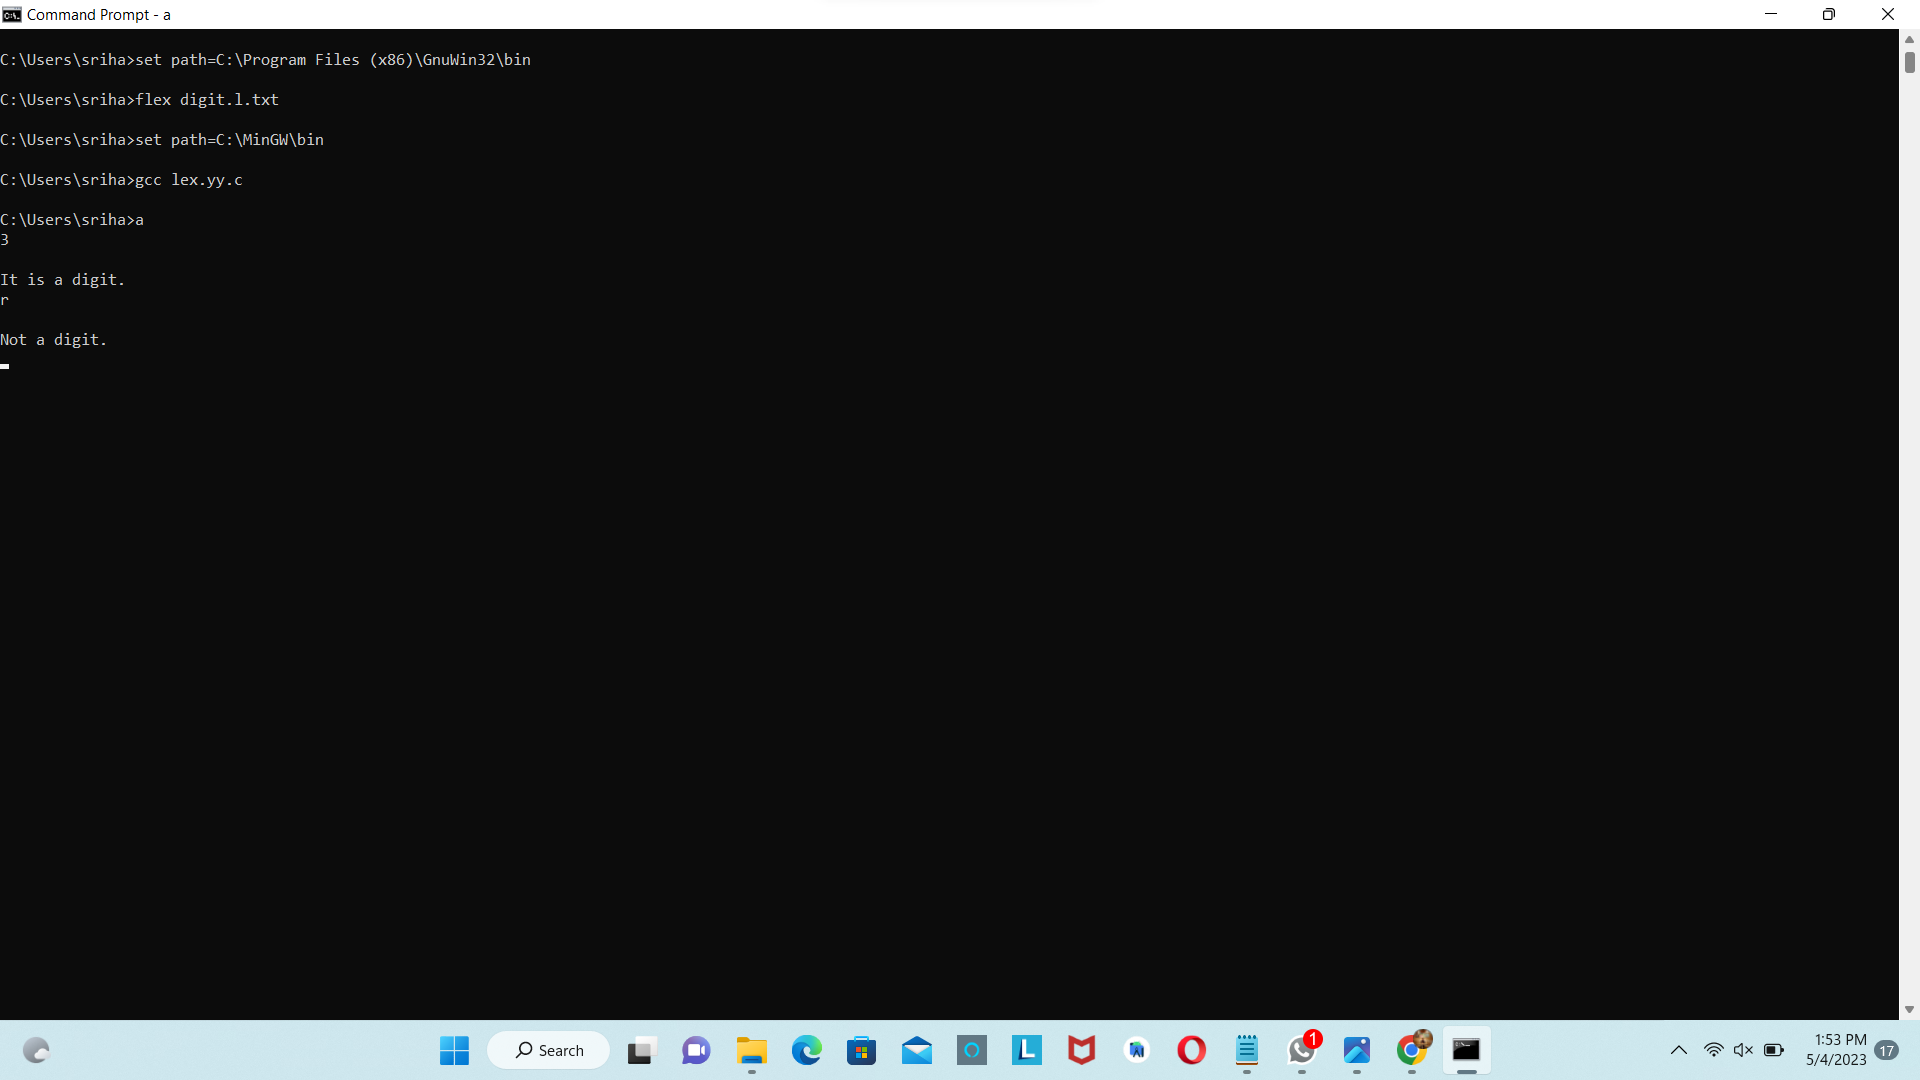 Command Prompt - a
C:\Users\sriha>set path=C:\Program Files (x86)\GnuWin32\bin
C:\Users\sriha>flex digit.l.txt
C:\Users\sriha>set path=C:\MinGW\bin
C:\Users\sriha>gcc lex.yy.c
C:\Users\sriha>a
3
It is a digit.
r
Not a digit.
Search
L
AI
1
1:53 PM
5/4/2023
17